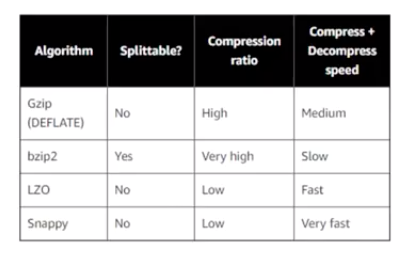 Algorithm Splittable? Compression ratio Compress + Decompress speed
Gzip (DEFLATE) No High Medium
bzip2 Yes Very high Slow
LZO No Low Fast
Snappy No Low Very fast